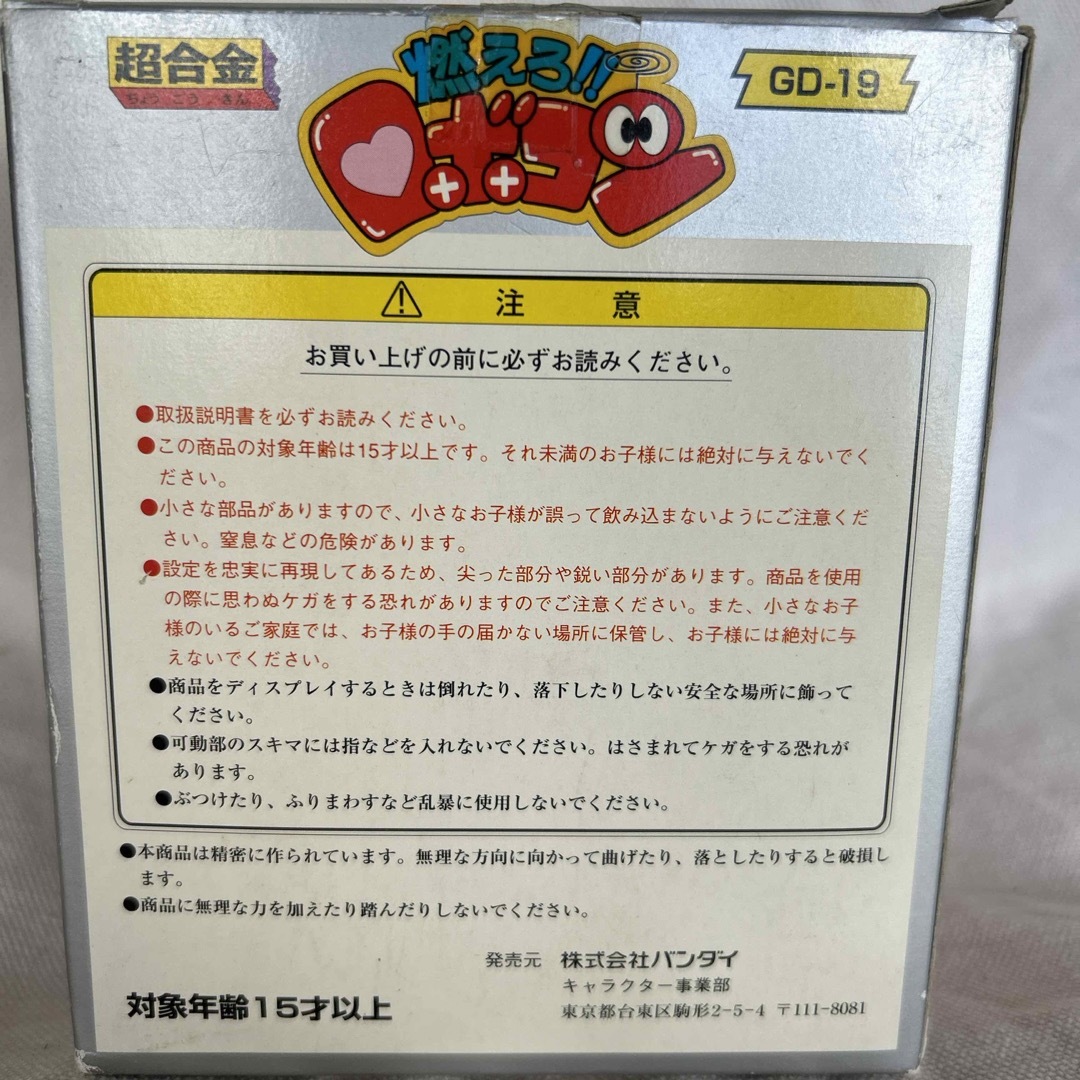 超合金
ちょうごうきん
燃えろ!!
ロボコン
GD-19
注意
お買い上げの前に必ずお読みください。
●取扱説明書を必ずお読みください。
●この商品の対象年齢は15才以上です。それ未満のお子様には絶対に与えないでく
ださい。
●小さな部品がありますので、小さなお子様が誤って飲み込まないようにご注意くだ
さい。窒息などの危険があります。
●設定を忠実に再現してあるため、尖った部分や鋭い部分があります。商品を使用
の際に思わぬケガをする恐れがありますのでご注意ください。また、小さなお子
様のいるご家庭では、お子様の手の届かない場所に保管し、お子様には絶対に与
えないでください。
●商品をディスプレイするときは倒れたり、落下したりしない安全な場所に飾って
ください。
●可動部のスキマには指などを入れないでください。はさまれてケガをする恐れが
あります。
●ぶつけたり、ふりまわすなど乱暴に使用しないでください。
●本商品は精密に作られています。無理な方向に向かって曲げたり、落としたりすると破損し
ます。
●商品に無理な力を加えたり踏んだりしないでください。
発売元 株式会社バンダイ
キャラクター事業部
東京都台東区駒形2-5-4 〒111-8081
対象年齢15才以上